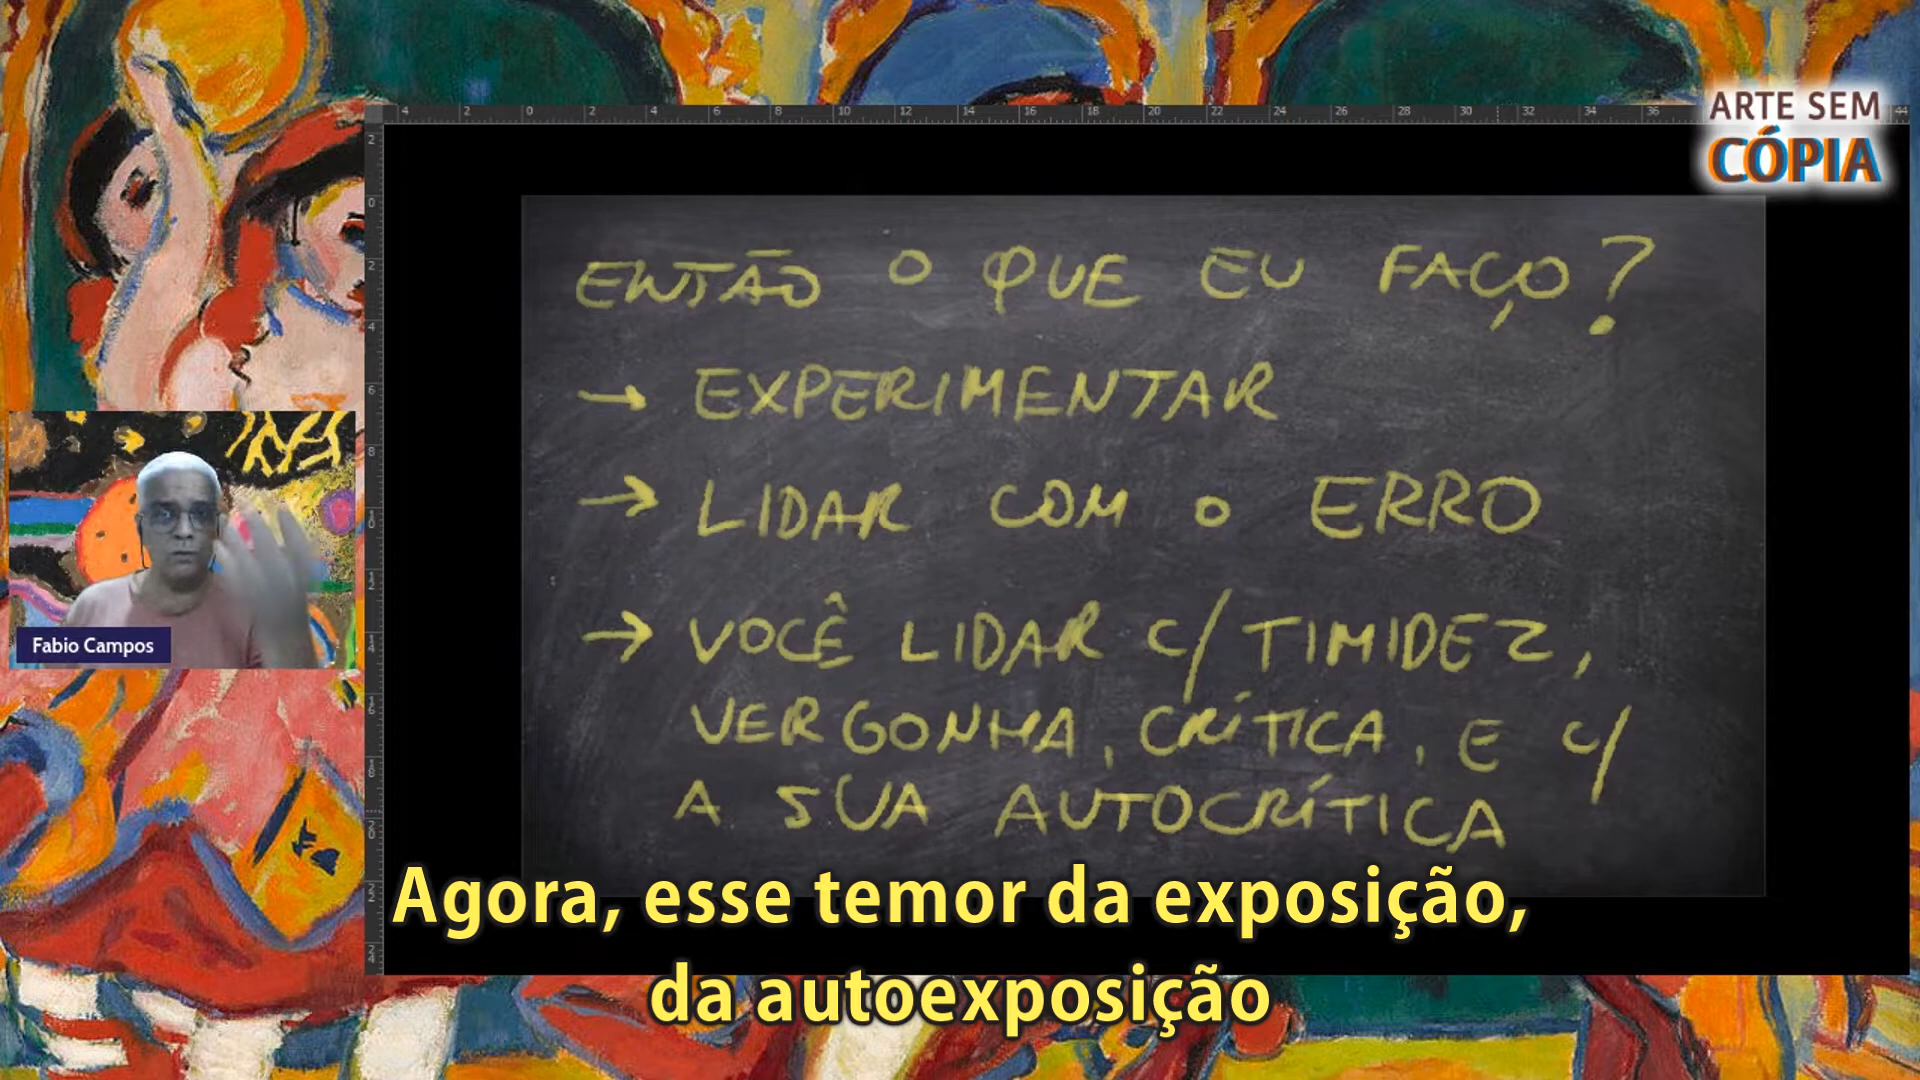 ARTE SEM
CÓPIA
ENTÃO O QUE EU FAÇO?
→ EXPERIMENTAR
→ LIDAR COM O ERRO
→ VOCÊ LIDAR C/ TIMIDEZ,
VERGONHA, CRÍTICA, E C/
A SUA AUTOCRÍTICA
Fabio Campos
Agora, esse temor da exposição,
da autoexposição